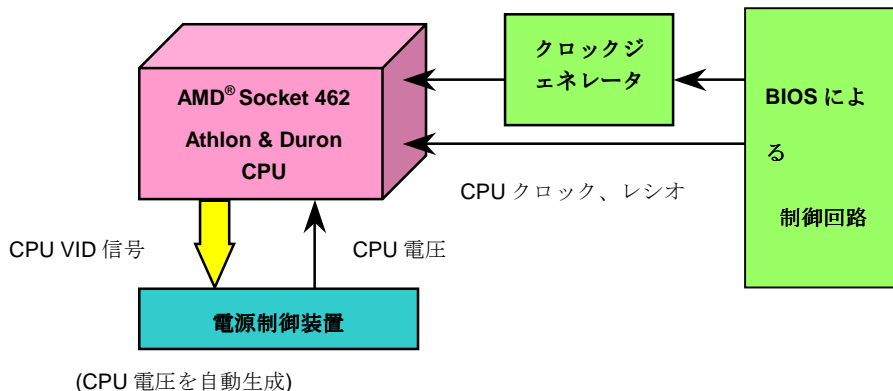 AMD® Socket 462
Athlon & Duron
CPU
クロックジ
ェネレータ
BIOS によ
る
制御回路
CPU クロック、レシオ
CPU VID 信号
CPU 電圧
電源制御装置
(CPU 電圧を自動生成)